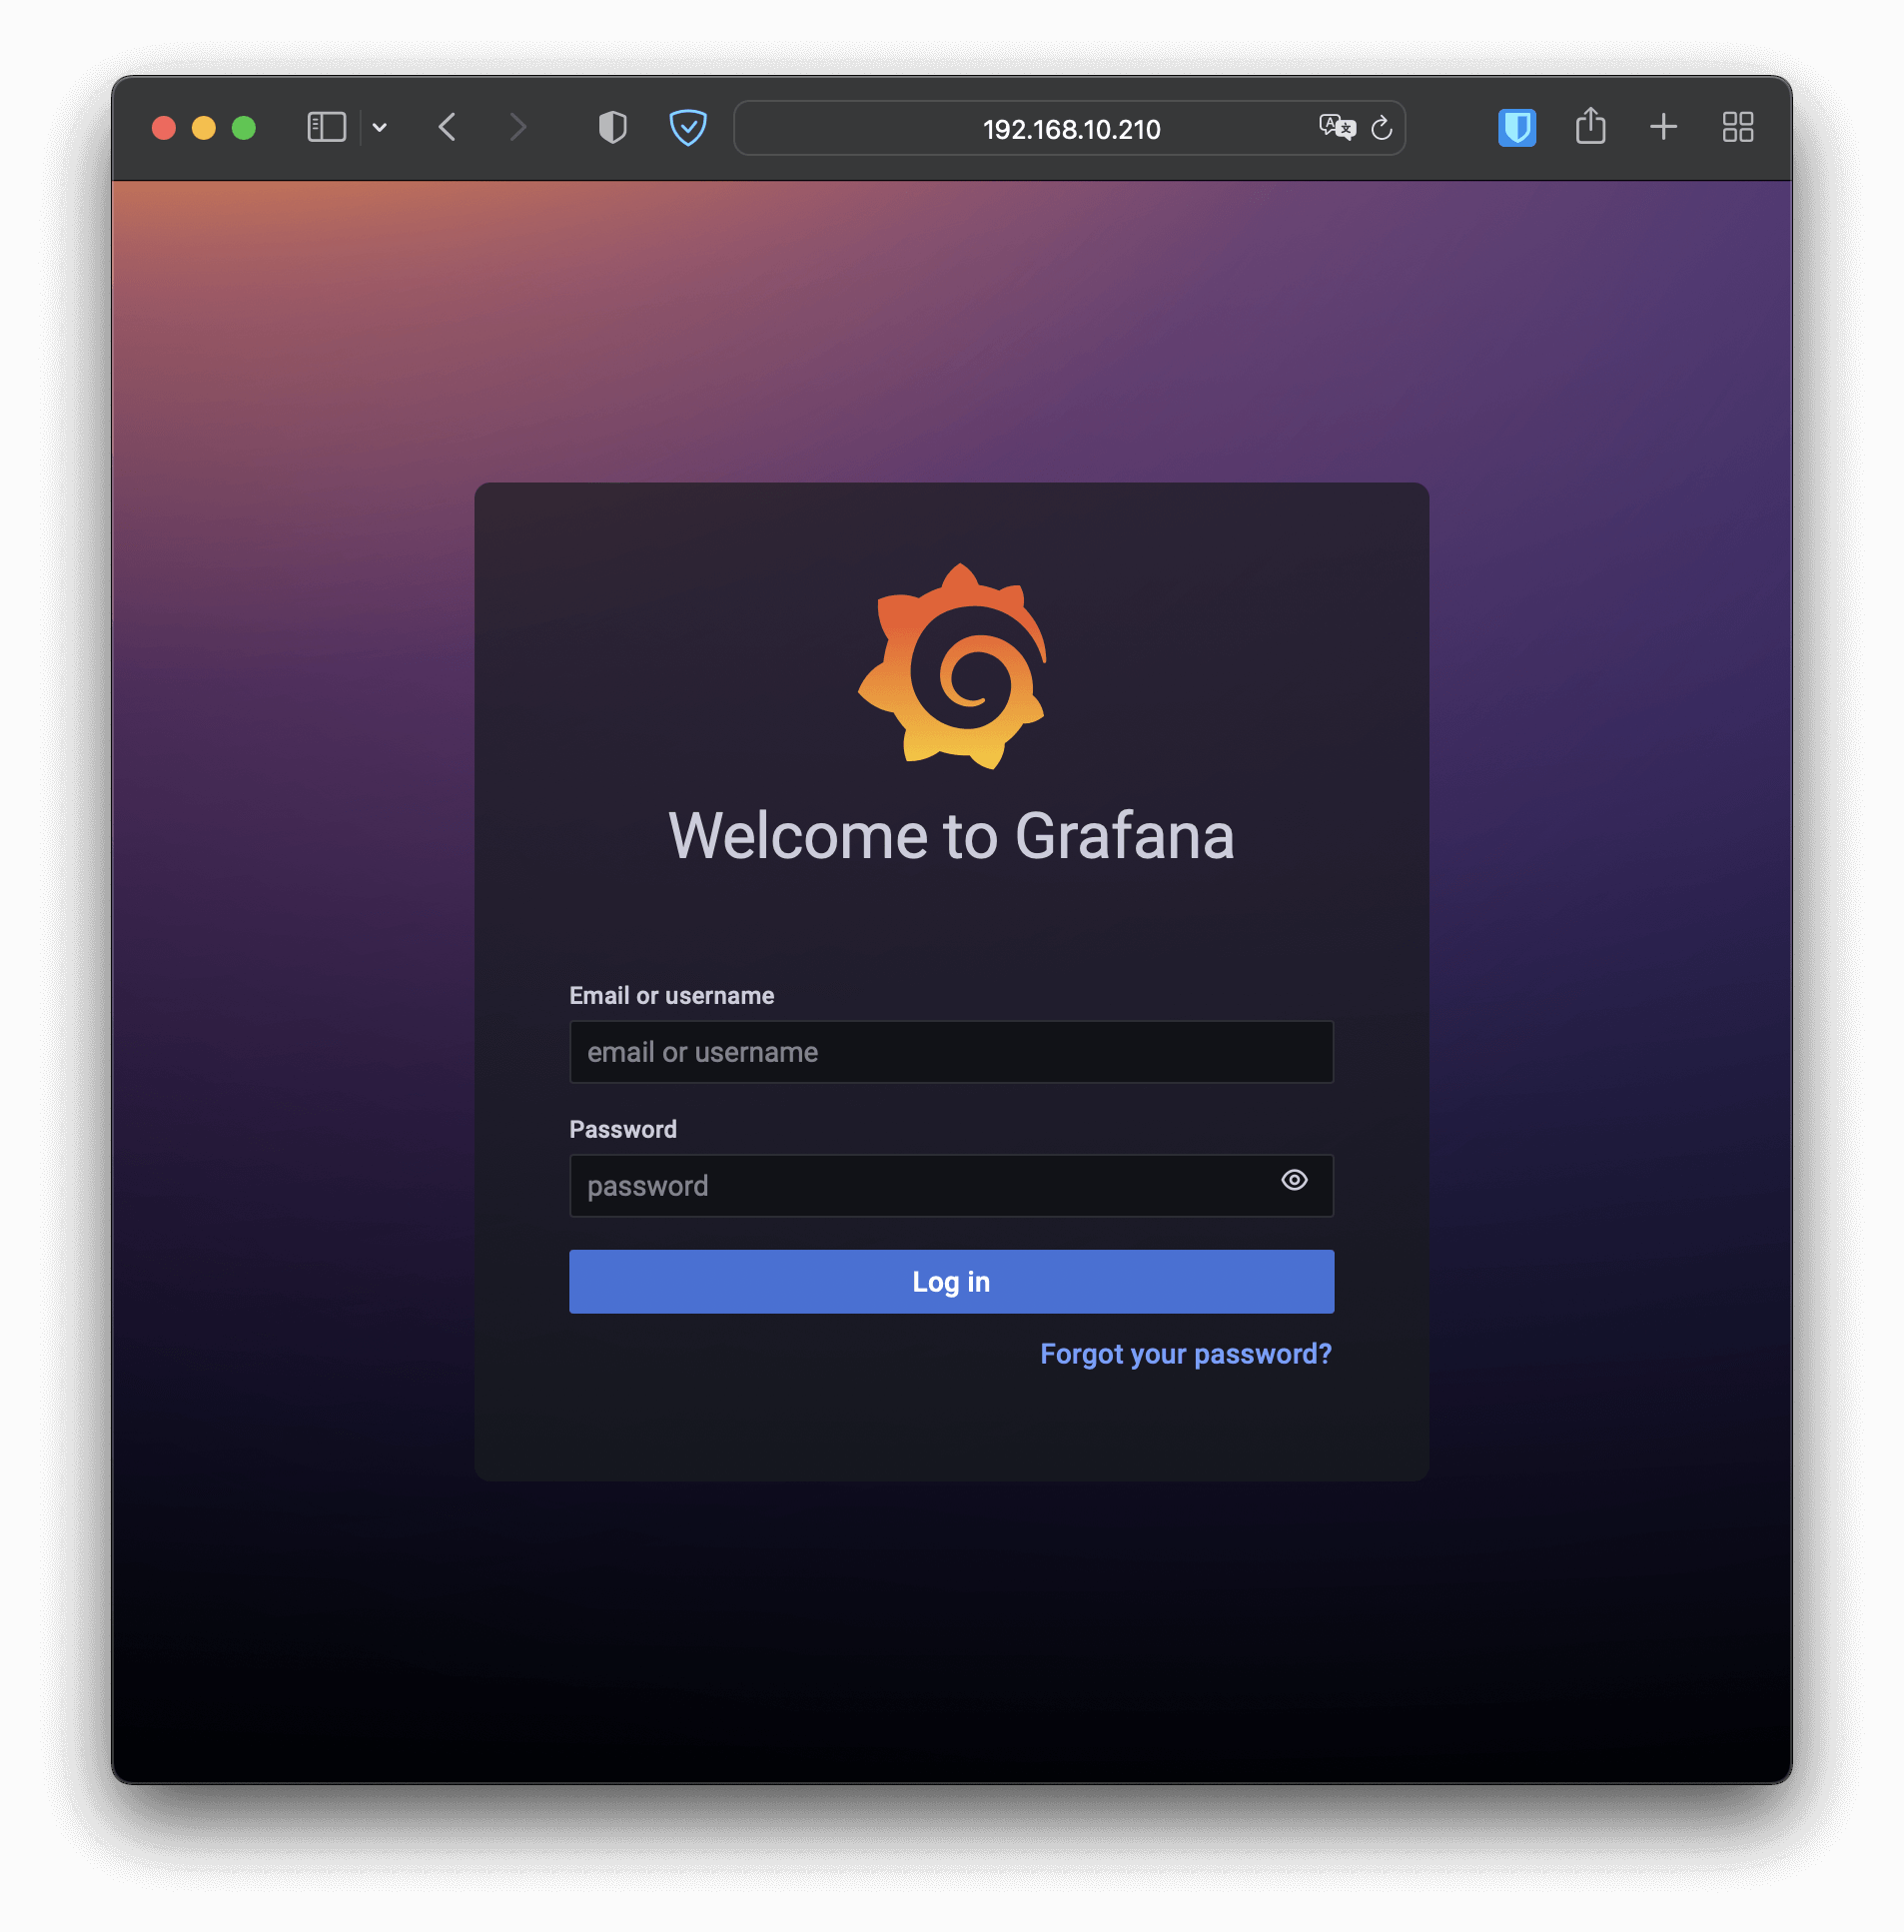 192.168.10.210
Welcome to Grafana
Email or username
email or username
Password
password
Log in
Forgot your password?